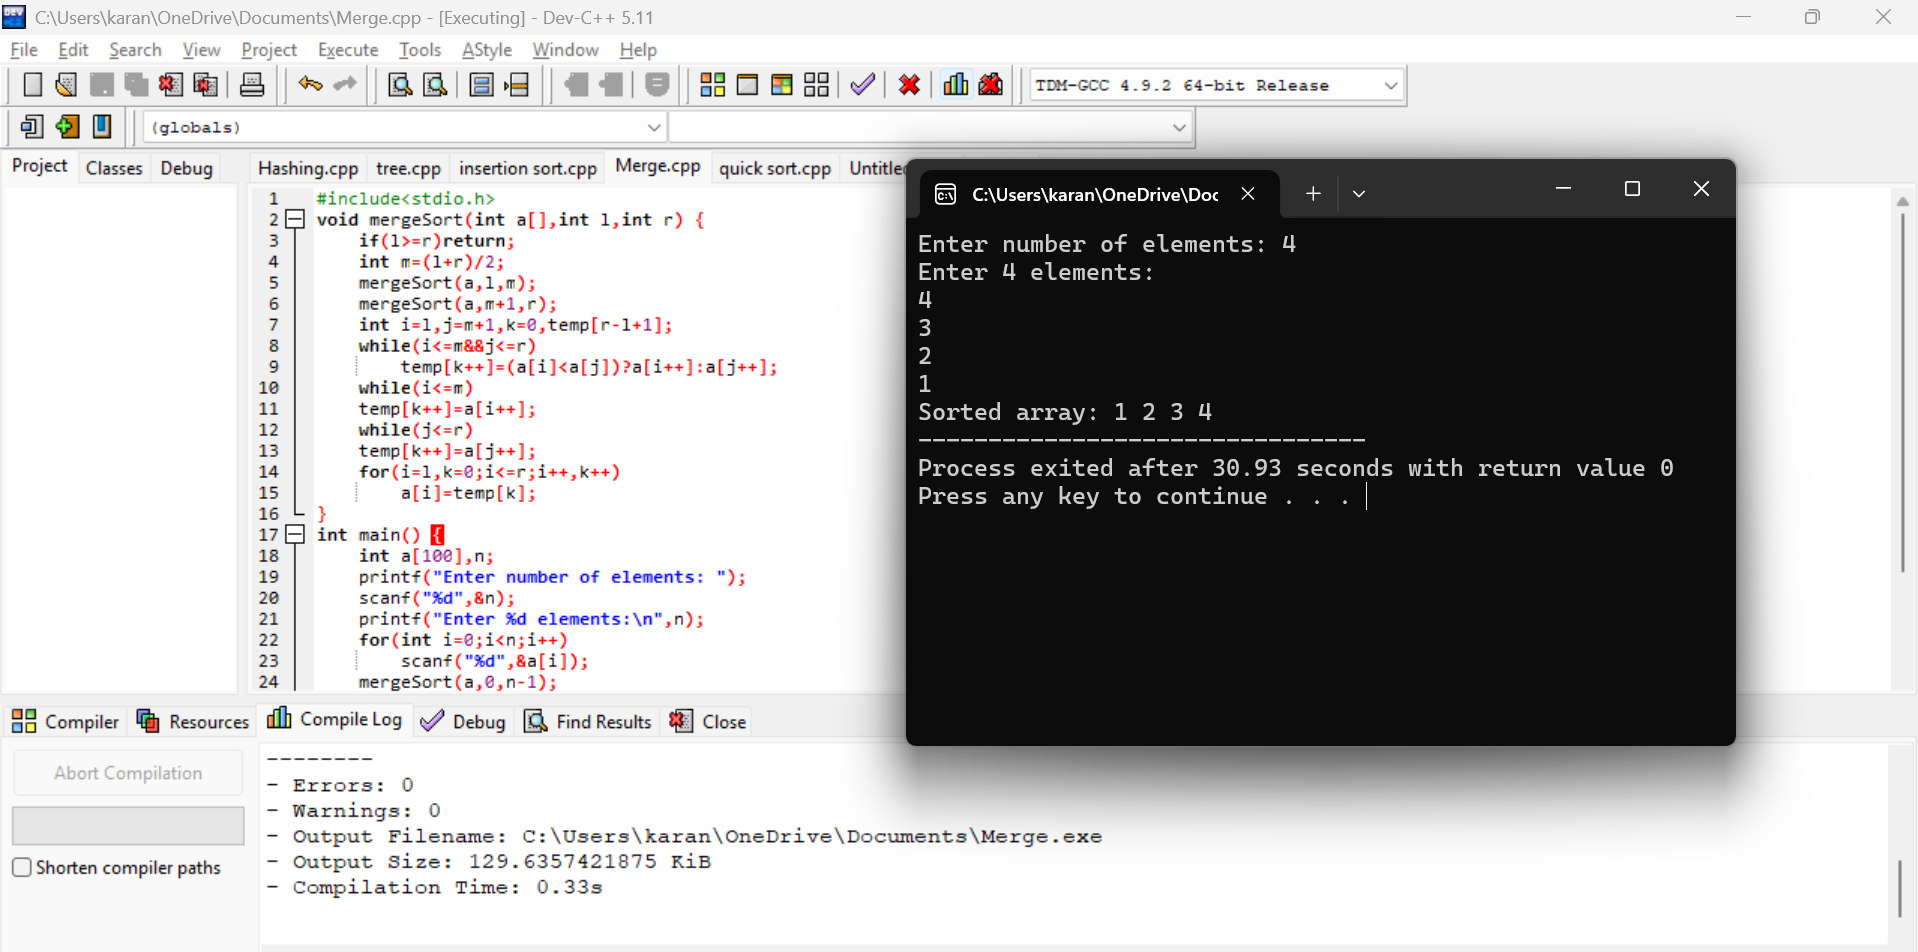 C:\Users\karan\OneDrive\Documents\Merge.cpp - [Executing] - Dev-C++ 5.11
File Edit Search View Project Execute Tools AStyle Window Help
TDM-GCC 4.9.2 64-bit Release
(globals)
Project Classes Debug
Hashing.cpp tree.cpp insertion sort.cpp Merge.cpp quick sort.cpp
1 #include<stdio.h>
2 void mergeSort(int a[],int l,int r) {
3 if(l>=r)return;
4 int m=(l+r)/2;
5 mergeSort(a,l,m);
6 mergeSort(a,m+1,r);
7 int i=l,j=m+1,k=0,temp[r-l+1];
8 while(i<=m&&j<=r)
9 temp[k++]=(a[i]<a[j])?a[i++]:a[j++];
10 while(i<=m)
11 temp[k++]=a[i++];
12 while(j<=r)
13 temp[k++]=a[j++];
14 for(i=l,k=0;i<=r;i++,k++)
15 a[i]=temp[k];
16 }
17 int main() {
18 int a[100],n;
19 printf("Enter number of elements: ");
20 scanf("%d",&n);
21 printf("Enter %d elements:\n",n);
22 for(int i=0;i<n;i++)
23 scanf("%d",&a[i]);
24 mergeSort(a,0,n-1);
C:\Users\karan\OneDrive\Doc
Enter number of elements: 4
Enter 4 elements:
4
3
2
1
Sorted array: 1 2 3 4
--------------------------------
Process exited after 30.93 seconds with return value 0
Press any key to continue . . .
Compiler Resources Compile Log Debug Find Results Close
Abort Compilation
Shorten compiler paths
--------
- Errors: 0
- Warnings: 0
- Output Filename: C:\Users\karan\OneDrive\Documents\Merge.exe
- Output Size: 129.6357421875 KiB
- Compilation Time: 0.33s